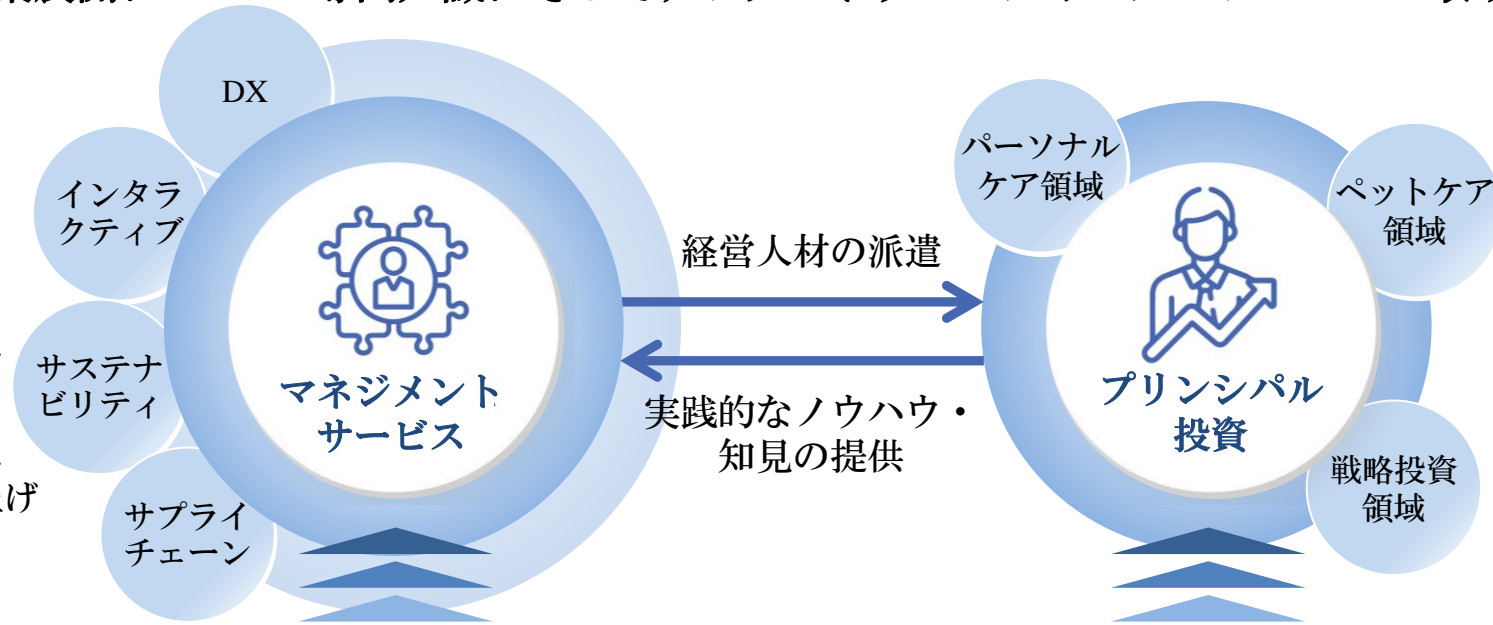 DX
インタラ
クティブ
サステナ
ビリティ
サプライ
チェーン
マネジメント
サービス
経営人材の派遣
実践的なノウハウ・
知見の提供
パーソナル
ケア領域
ペットケア
領域
プリンシパル
投資
戦略投資
領域
げ